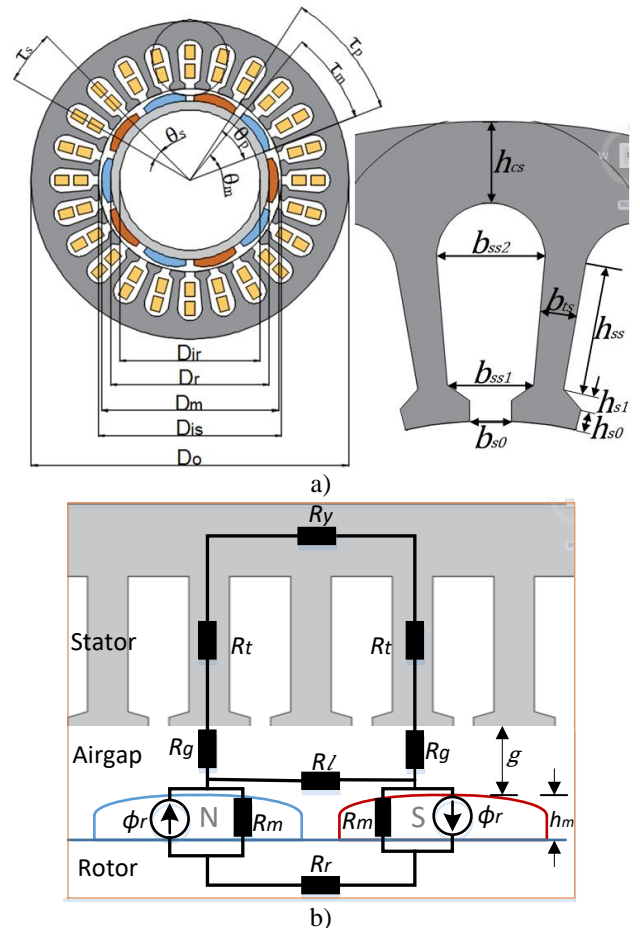 τs
τp
τm
θs
θp
θm
Dir
Dr
Dm
Dis
Do
hcs
bss2
bts
hss
bss1
hs1
bs0
hs0
W
a)
Ry
Stator
Rt
Rt
Airgap
Rg
Rl
Rg
g
ϕr
N
Rm
Rm
S
ϕr
hm
Rotor
Rr
b)